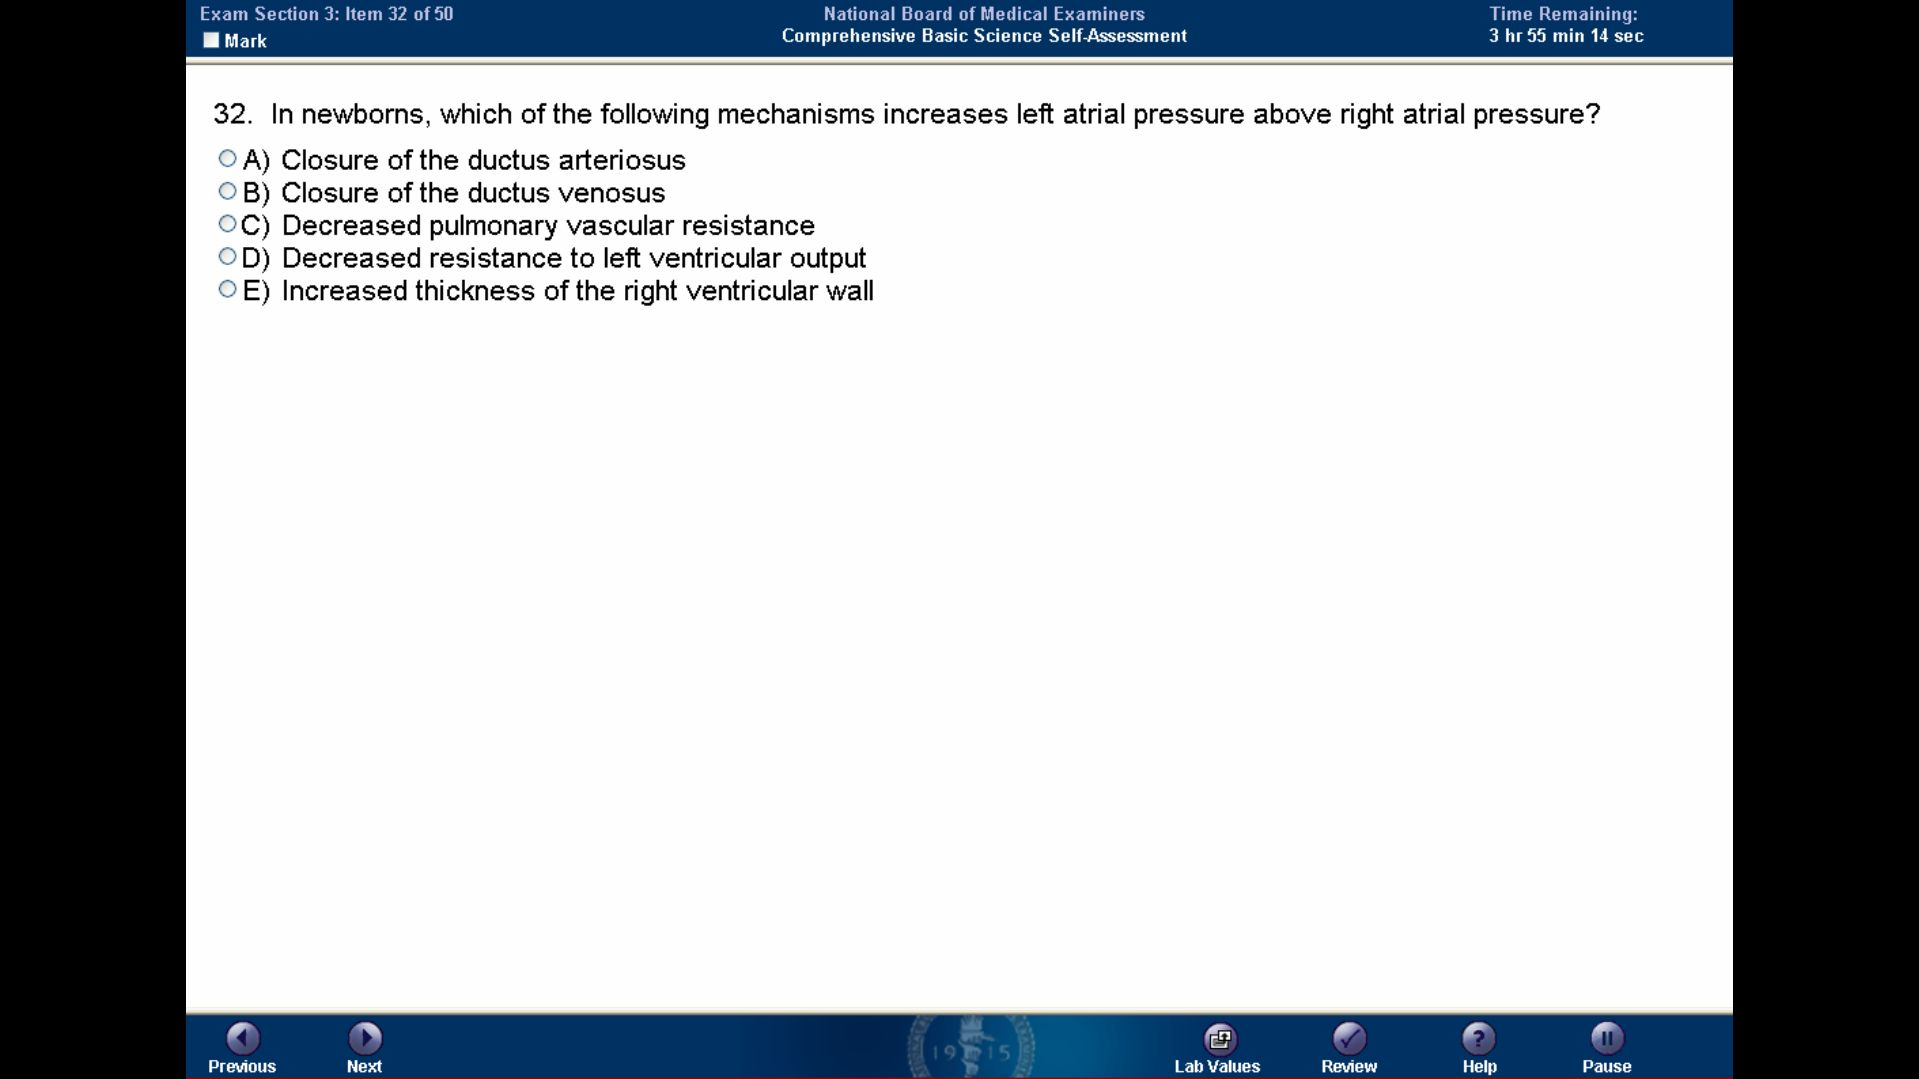 Exam Section 3: Item 32 of 50
National Board of Medical Examiners
Time Remaining:
Mark
Comprehensive Basic Science Self-Assessment
3 hr 55 min 14 sec
32. In newborns, which of the following mechanisms increases left atrial pressure above right atrial pressure?
A) Closure of the ductus arteriosus
B) Closure of the ductus venosus
C) Decreased pulmonary vascular resistance
D) Decreased resistance to left ventricular output
E) Increased thickness of the right ventricular wall
1915
Previous
Next
Lab Values
Review
Help
Pause